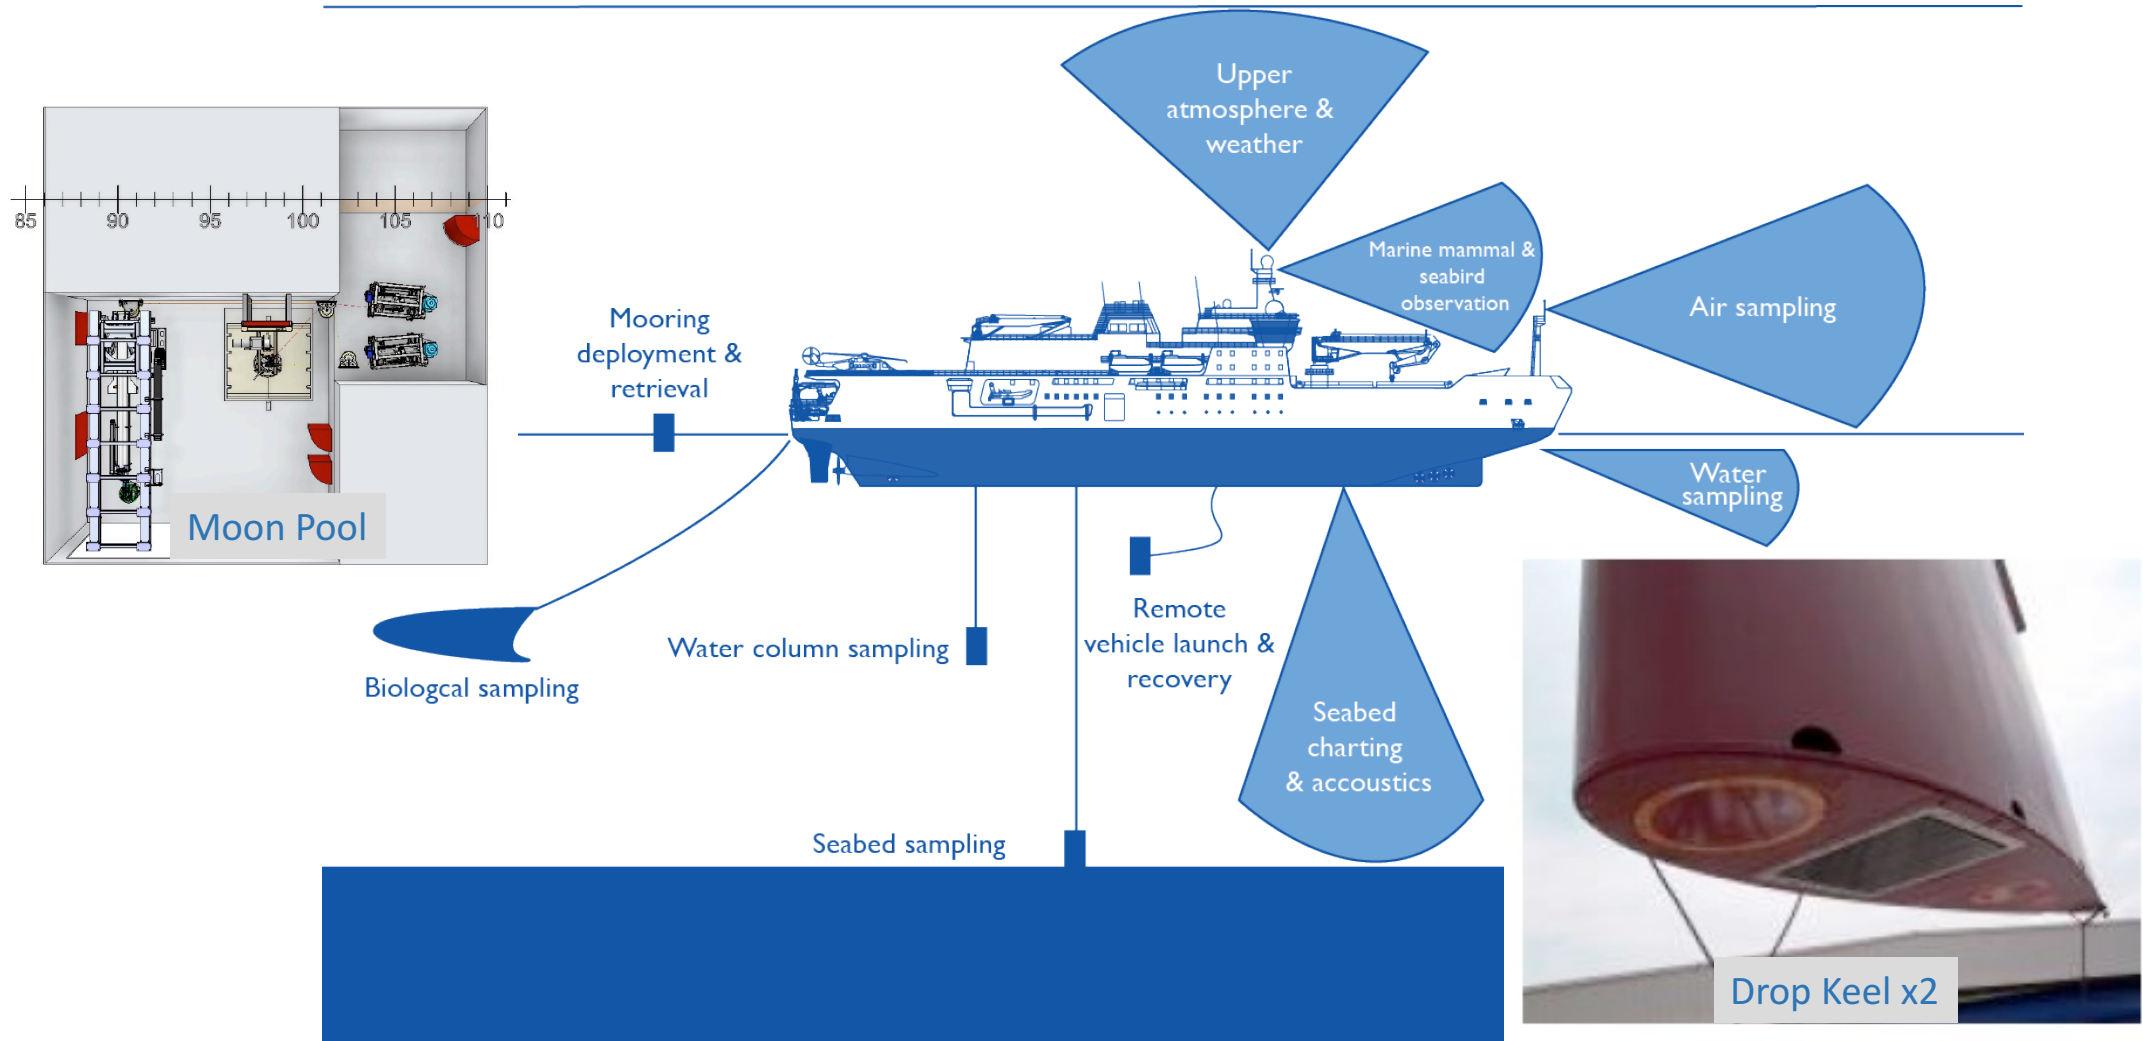 Upper
atmosphere &
weather
Marine mammal &
seabird
observation
Air sampling
85 90 95 100 105 110
Mooring
deployment &
retrieval
Water
sampling
Moon Pool
Remote
vehicle launch &
recovery
Water column sampling
Biologcal sampling
Seabed
charting
& accoustics
Seabed sampling
Drop Keel x2